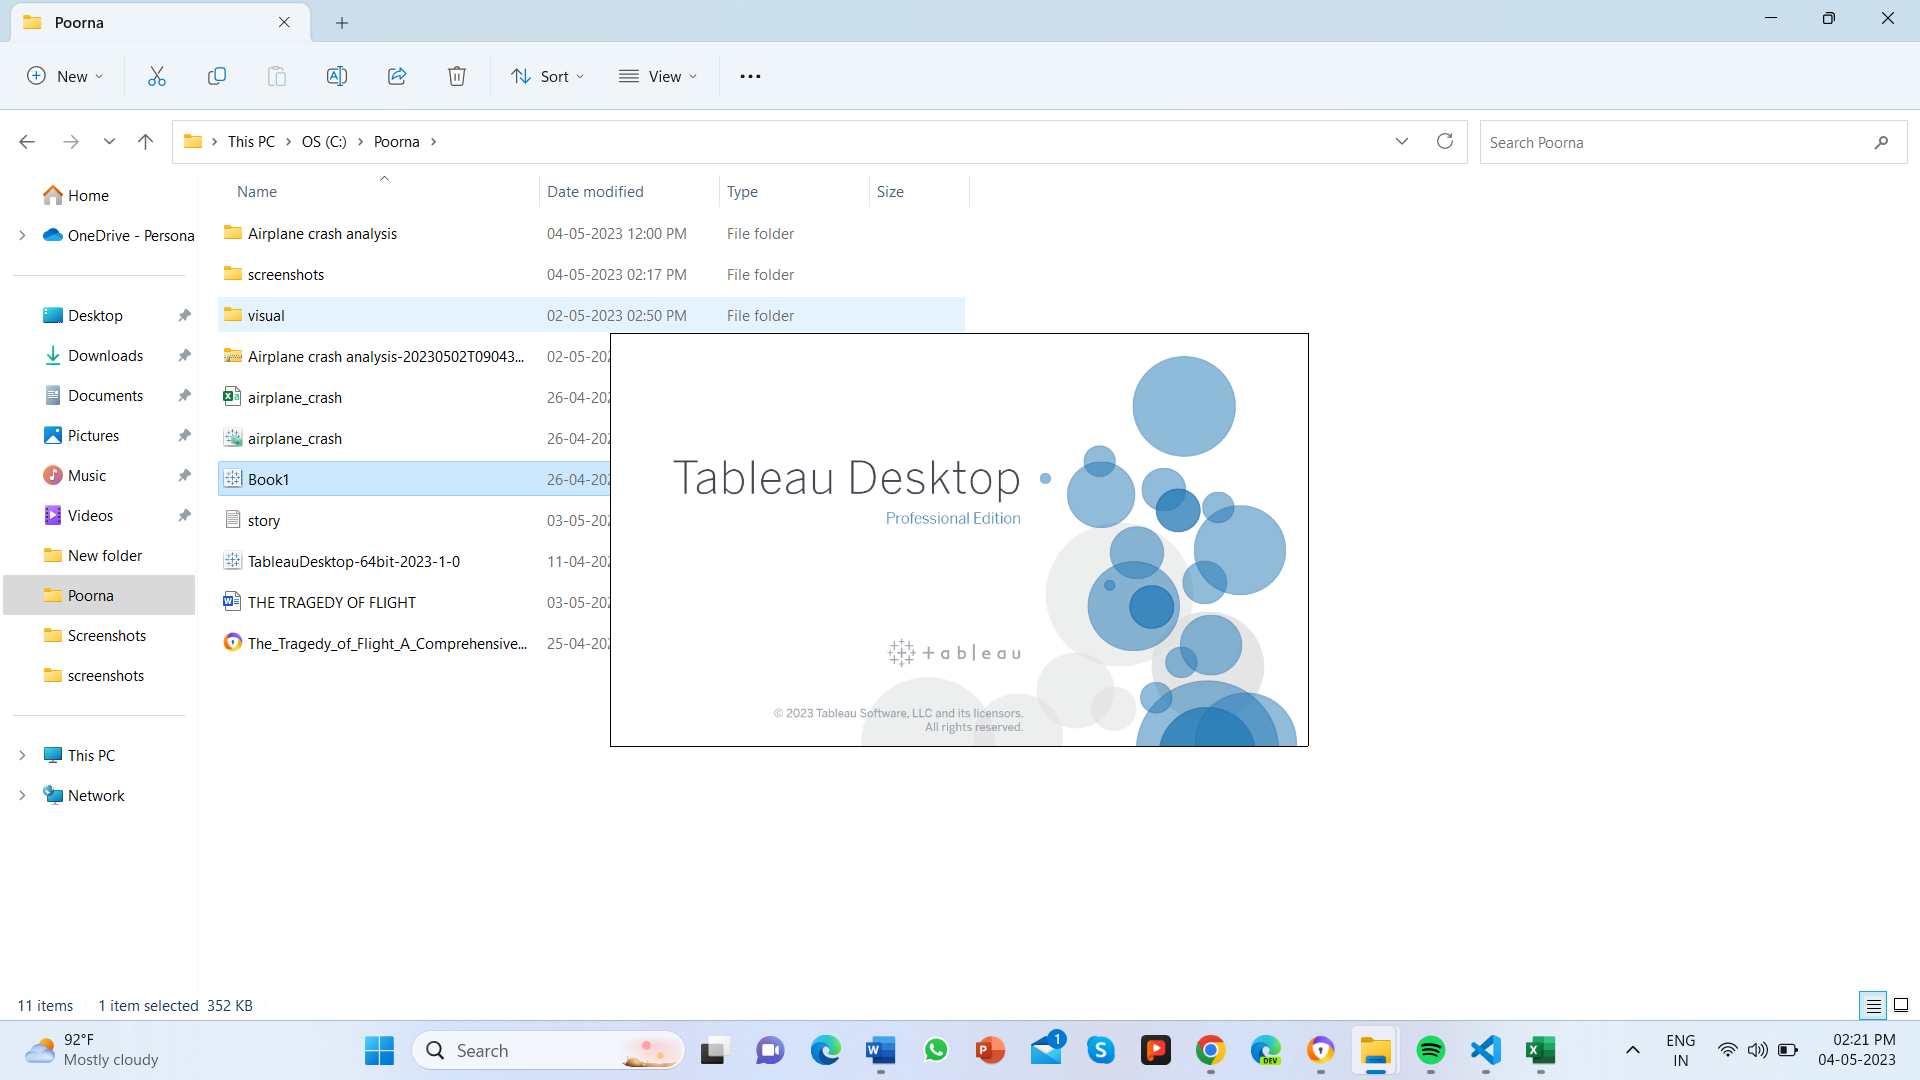 Poorna
New
Sort
View
This PC
OS (C:)
Poorna
Search Poorna
Home
OneDrive - Persona
Desktop
Downloads
Documents
Pictures
Music
Videos
New folder
Poorna
Screenshots
screenshots
This PC
Network
Name Date modified Type Size
Airplane crash analysis 04-05-2023 12:00 PM File folder
screenshots 04-05-2023 02:17 PM File folder
visual 02-05-2023 02:50 PM File folder
Airplane crash analysis-20230502T09043... 02-05-202
airplane_crash 26-04-202
airplane_crash 26-04-202
Book1 26-04-202
story 03-05-202
TableauDesktop-64bit-2023-1-0 11-04-202
THE TRAGEDY OF FLIGHT 03-05-202
The_Tragedy_of_Flight_A_Comprehensive... 25-04-202
Tableau Desktop
Professional Edition
+ a b l e a u
© 2023 Tableau Software, LLC and its licensors.
All rights reserved.
11 items 1 item selected 352 KB
92°F
Mostly cloudy
Search
1
DEV
ENG
IN
02:21 PM
04-05-2023